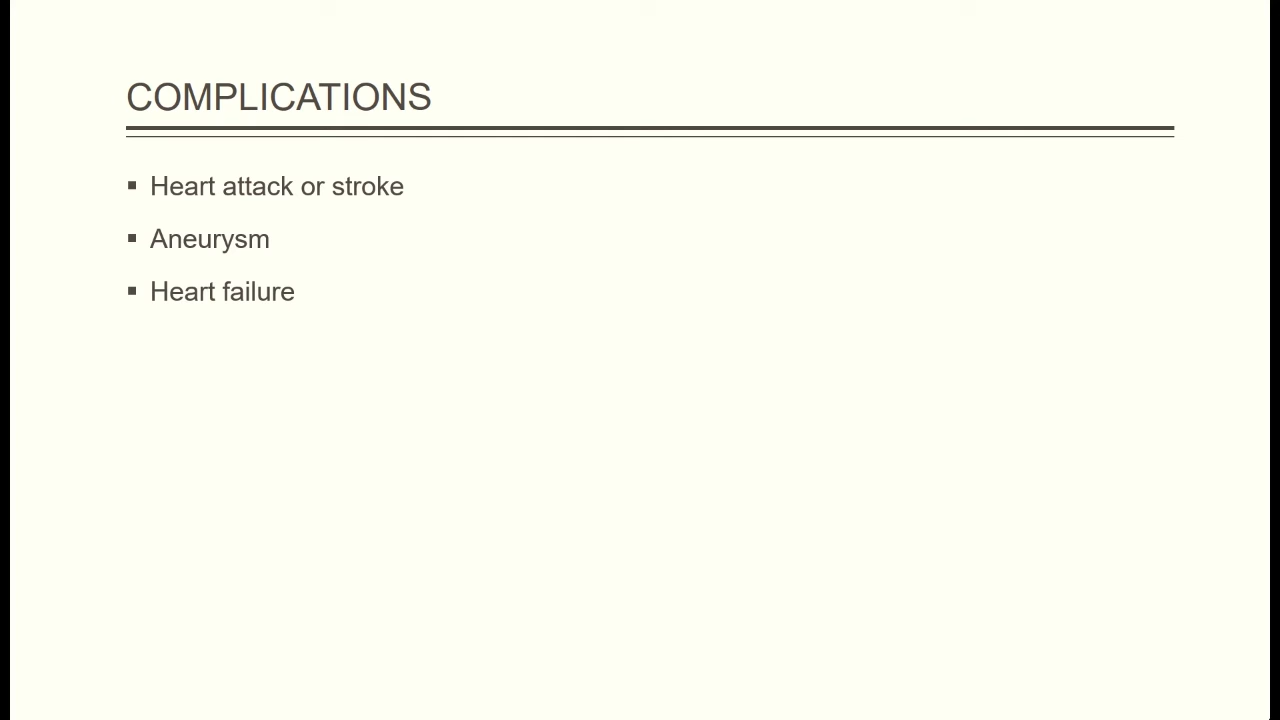 COMPLICATIONS
▪ Heart attack or stroke
▪ Aneurysm
▪ Heart failure